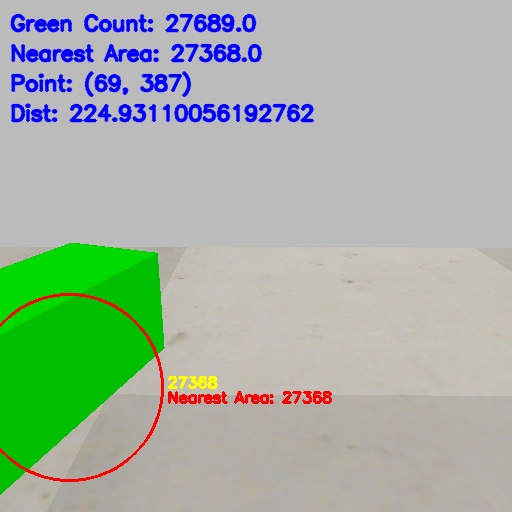 Green Count: 27689.0
Nearest Area: 27368.0
Point: (69, 387)
Dist: 224.93110056192762
27368
Nearest Area: 27368